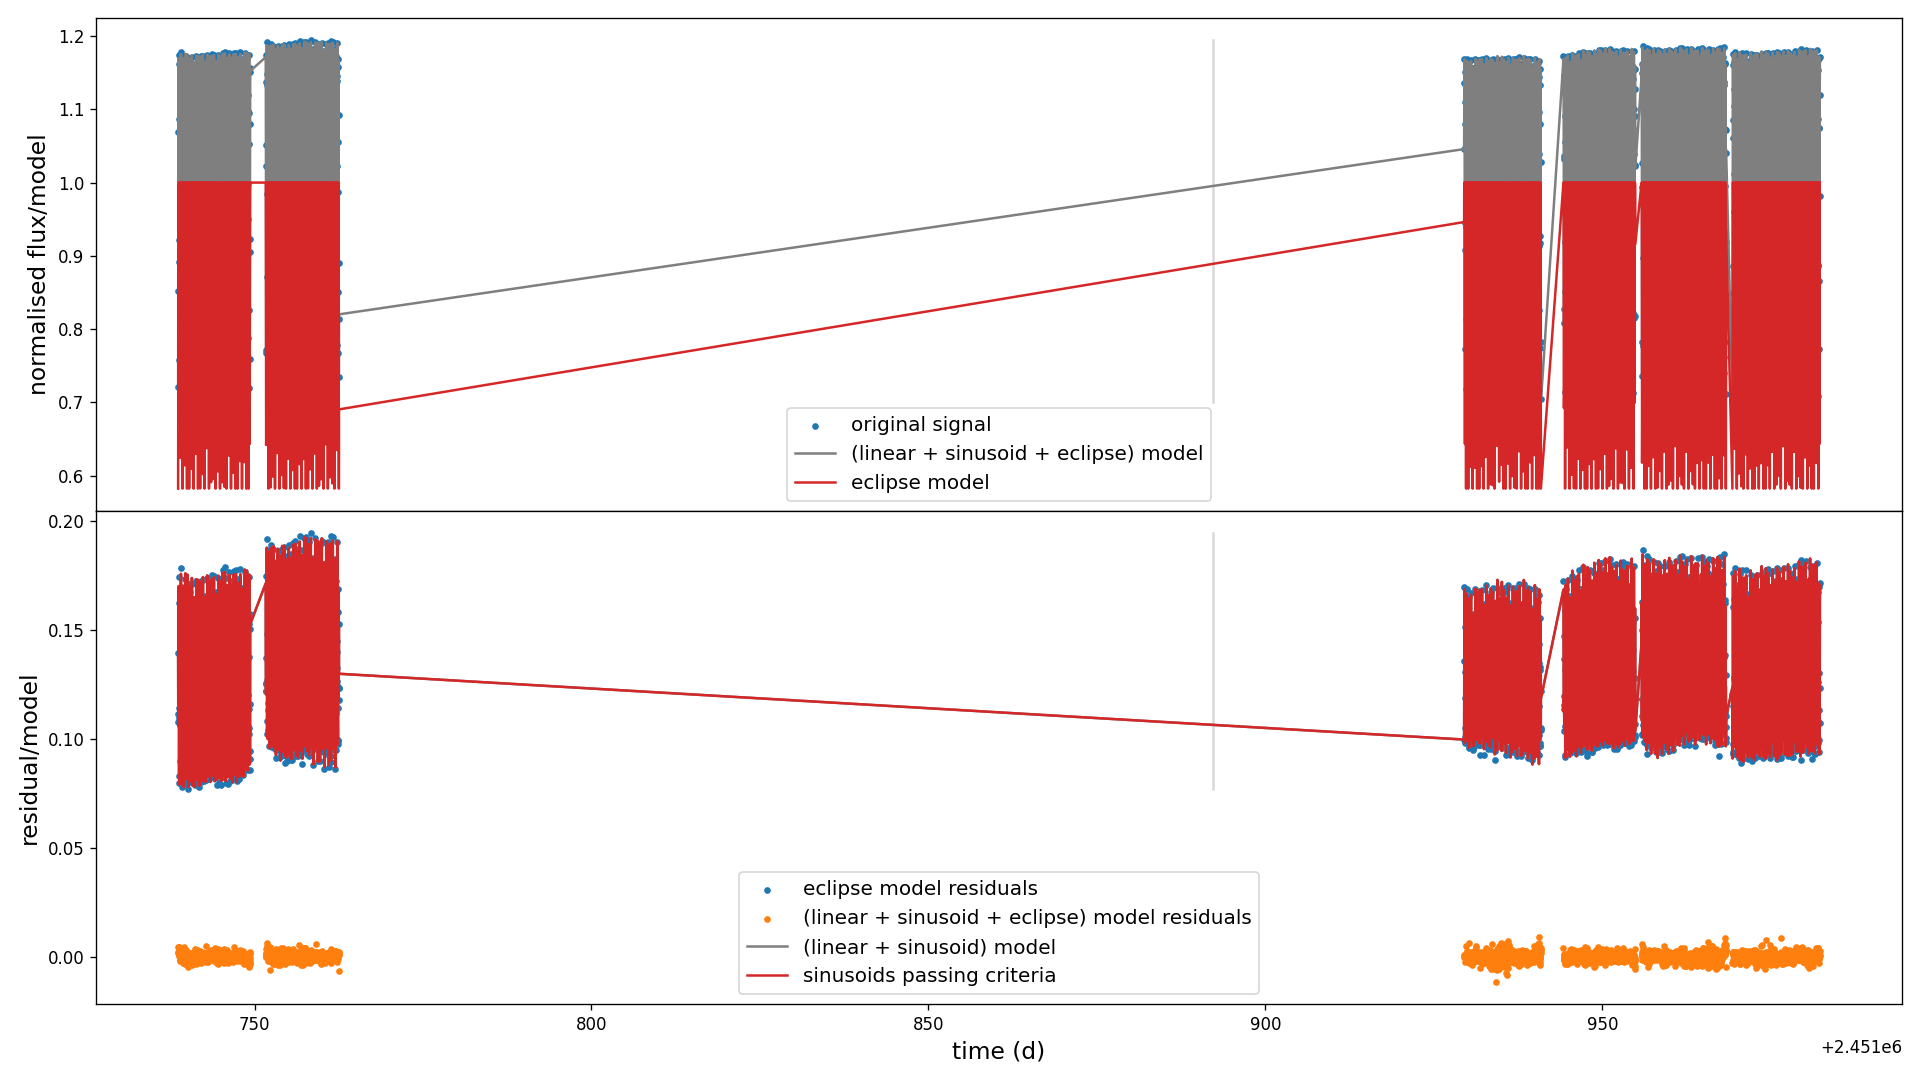 normalised flux/model
1.2
1.1
1.0
0.9
0.8
0.7
0.6
original signal
(linear + sinusoid + eclipse) model
eclipse model
residual/model
0.20
0.15
0.10
0.05
0.00
eclipse model residuals
(linear + sinusoid + eclipse) model residuals
(linear + sinusoid) model
sinusoids passing criteria
750 800 850 900 950
time (d)
+2.451e6